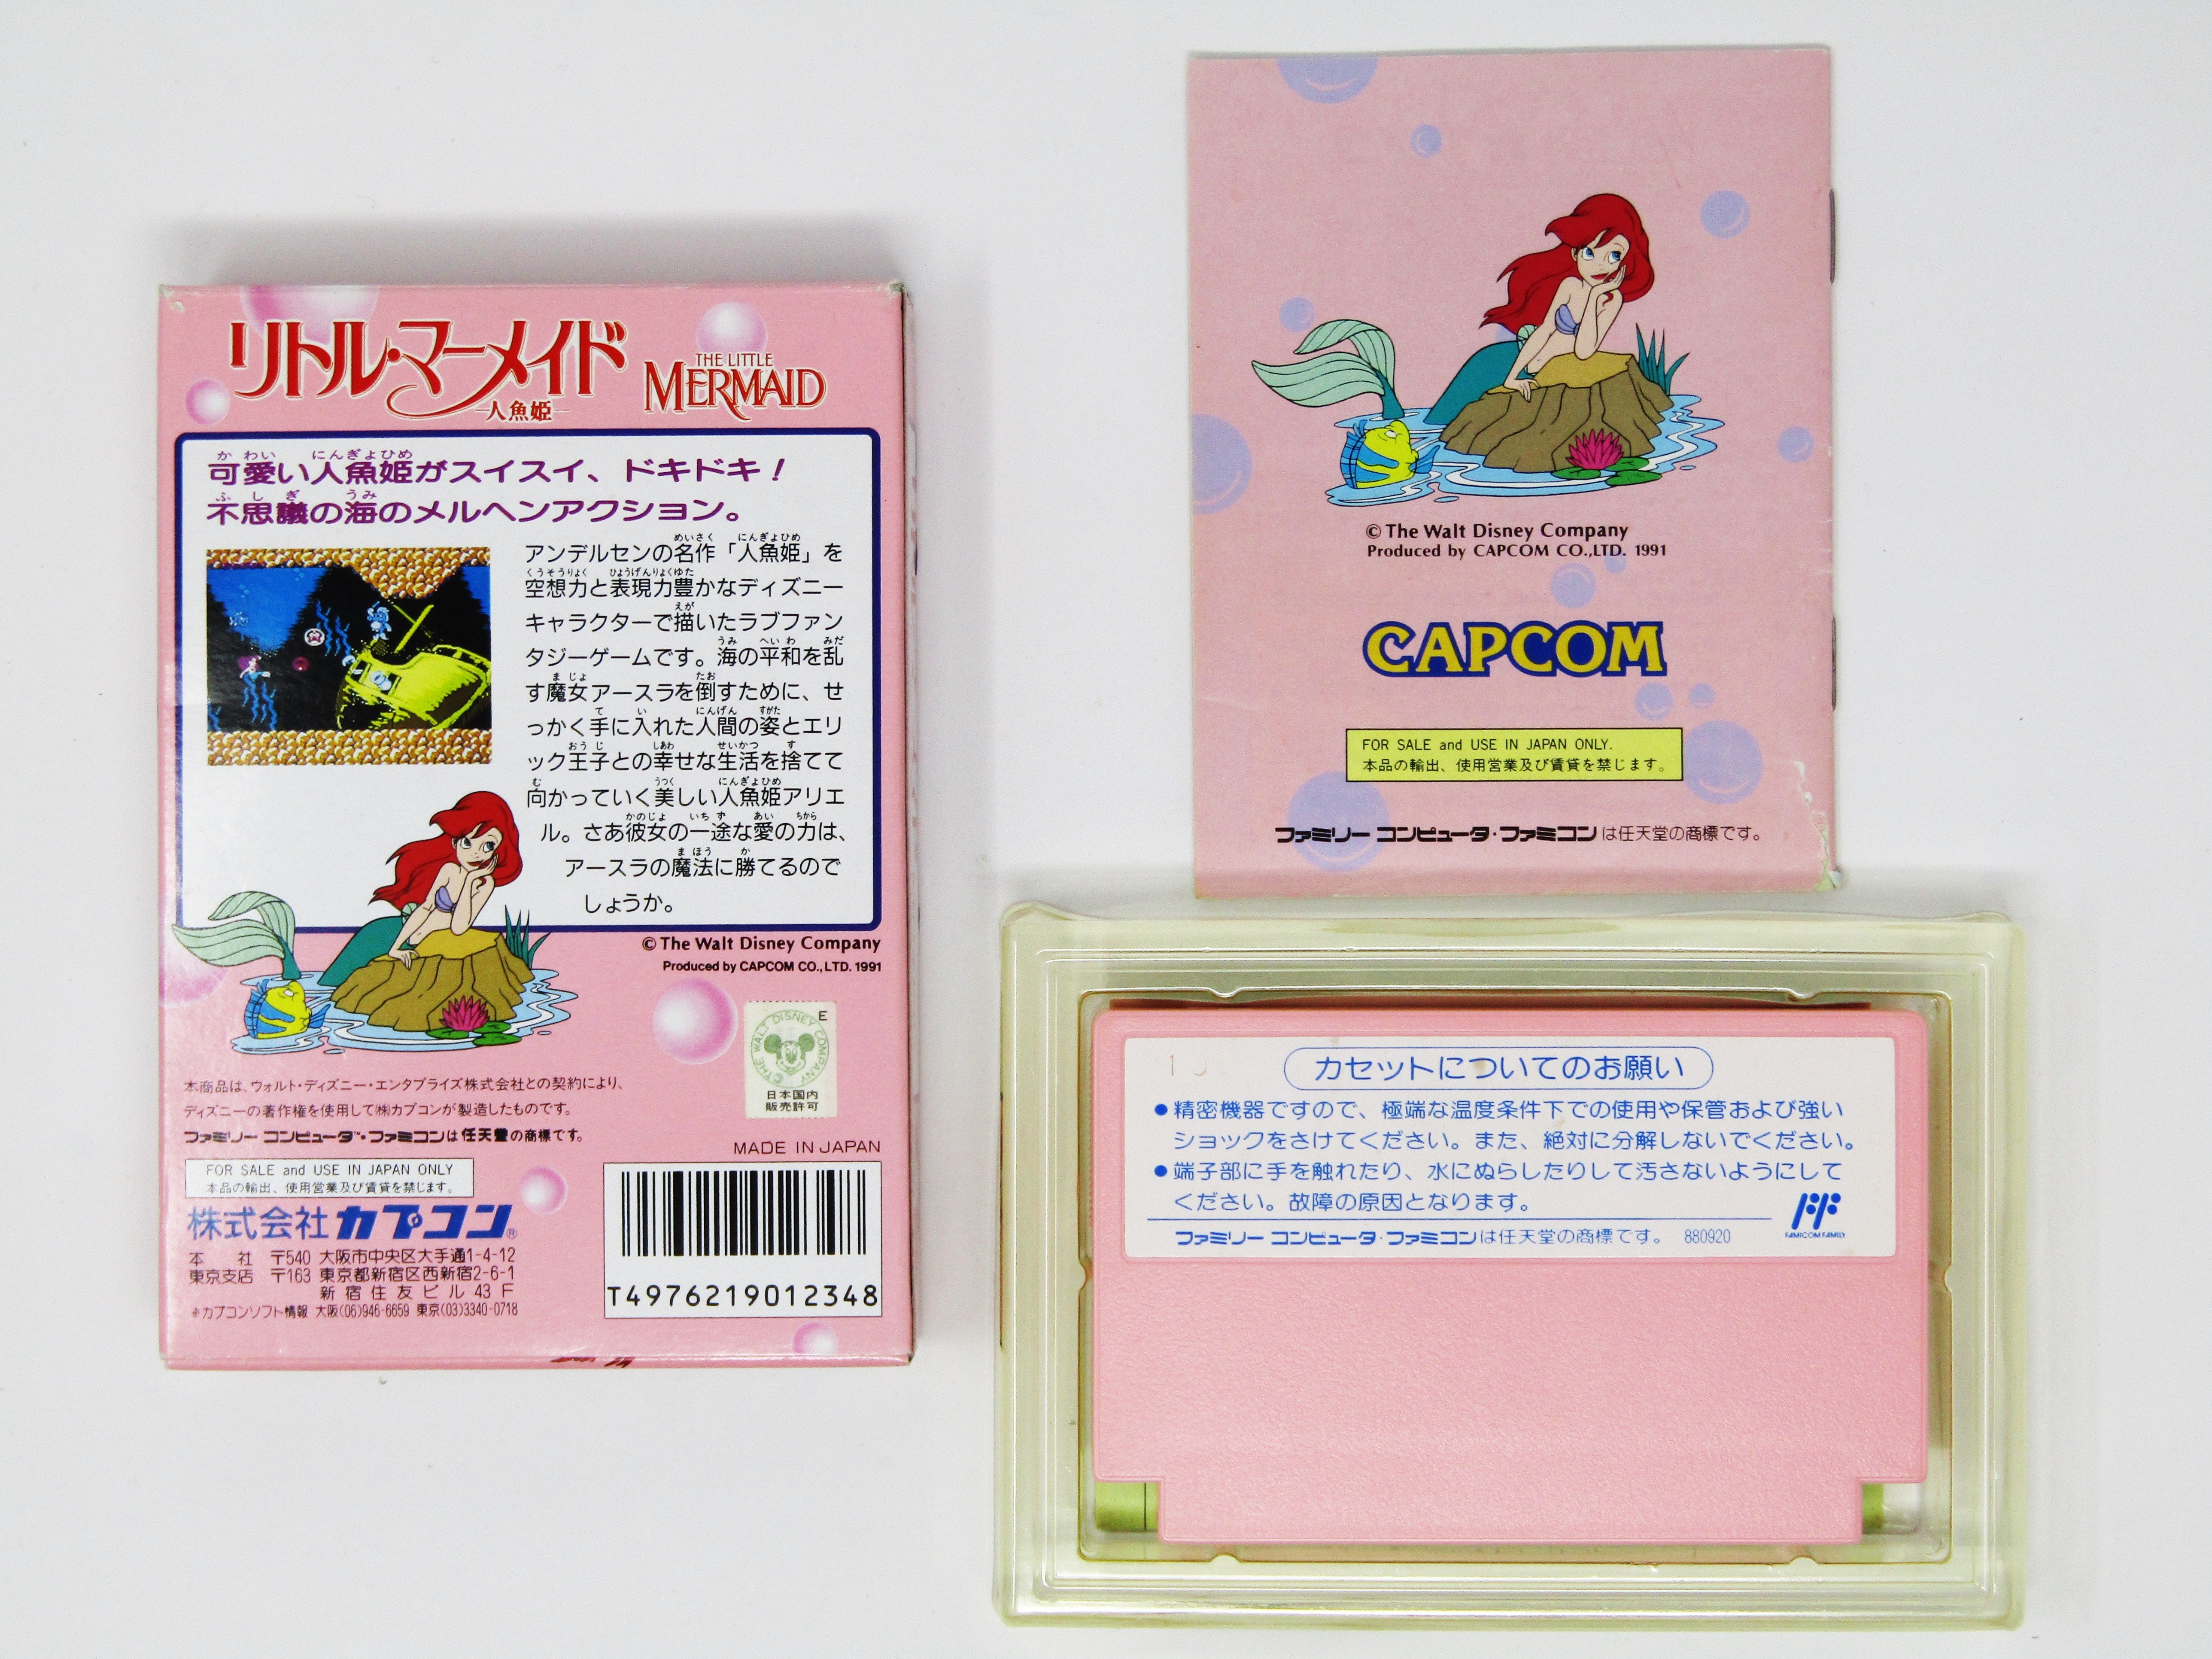 リトル・マーメイド
人魚姫
THE LITTLE
MERMAID
可愛い人魚姫がスイスイ、ドキドキ！
不思議の海のメルヘンアクション。
アンデルセンの名作「人魚姫」を
空想力と表現力豊かなディズニー
キャラクターで描いたラブファン
タジーゲームです。海の平和を乱
す魔女アースラを倒すために、せ
っかく手に入れた人間の姿とエリ
ック王子との幸せな生活を捨てて
向かっていく美しい人魚姫アリエ
ル。さあ彼女の一途な愛の力は、
アースラの魔法に勝てるので
しょうか。
© The Walt Disney Company
Produced by CAPCOM CO., LTD. 1991
E
© THE WALT DISNEY COMPANY
日本国内
販売許可
本商品は、ウォルト・ディズニー・エンタプライズ株式会社との契約により、
ディズニーの著作権を使用して㈱カプコンが製造したものです。
ファミリー コンピュータ™・ファミコンは任天堂の商標です。
FOR SALE and USE IN JAPAN ONLY
本品の輸出、使用営業及び賃貸を禁じます。
株式会社カプコン®
本 社 〒540 大阪市中央区大手通1-4-12
東京支店 〒163 東京都新宿区西新宿2-6-1
新宿住友ビル 43 F
※カプコンソフト情報 大阪(06)946-6659 東京(03)3340-0718
MADE IN JAPAN
T4976219012348
© The Walt Disney Company
Produced by CAPCOM CO.,LTD. 1991
CAPCOM
FOR SALE and USE IN JAPAN ONLY.
本品の輸出、使用営業及び賃貸を禁じます。
ファミリー コンピュータ・ファミコンは任天堂の商標です。
カセットについてのお願い
●精密機器ですので、極端な温度条件下での使用や保管および強い
ショックをさけてください。また、絶対に分解しないでください。
●端子部に手を触れたり、水にぬらしたりして汚さないようにして
ください。故障の原因となります。
ファミリー コンピュータ・ファミコンは任天堂の商標です。 880920
FAMICOM FAMILY